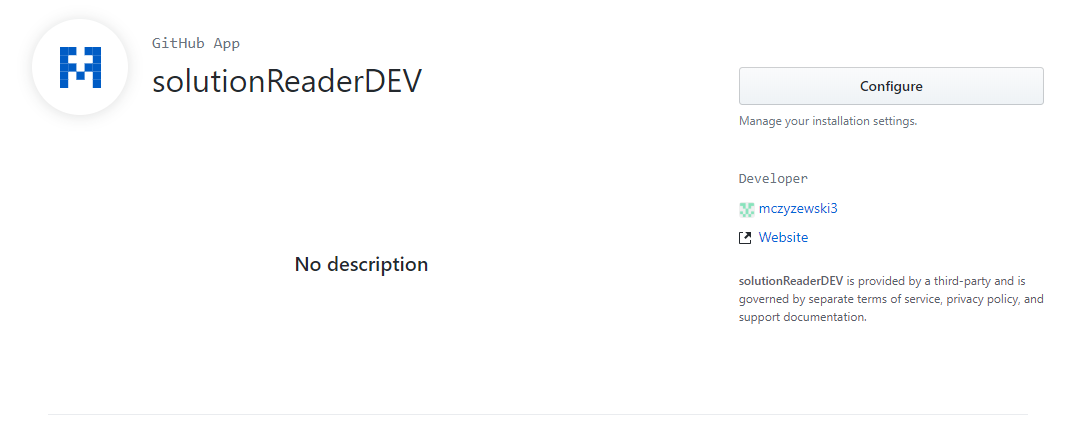 GitHub App
solutionReaderDEV
Configure
Manage your installation settings.
Developer
mczyzewski3
Website
No description
solutionReaderDEV is provided by a third-party and is
governed by separate terms of service, privacy policy, and
support documentation.